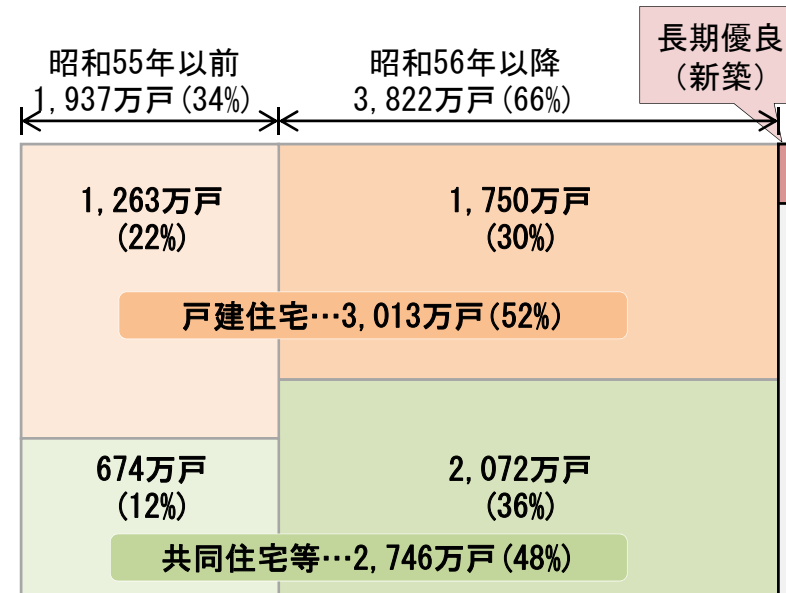 昭和55年以前
1,937万戸(34%)
昭和56年以降
3,822万戸(66%)
長期優良
（新築）
1,263万戸
(22%)
1,750万戸
(30%)
戸建住宅…3,013万戸(52%)
674万戸
(12%)
2,072万戸
(36%)
共同住宅等…2,746万戸(48%)